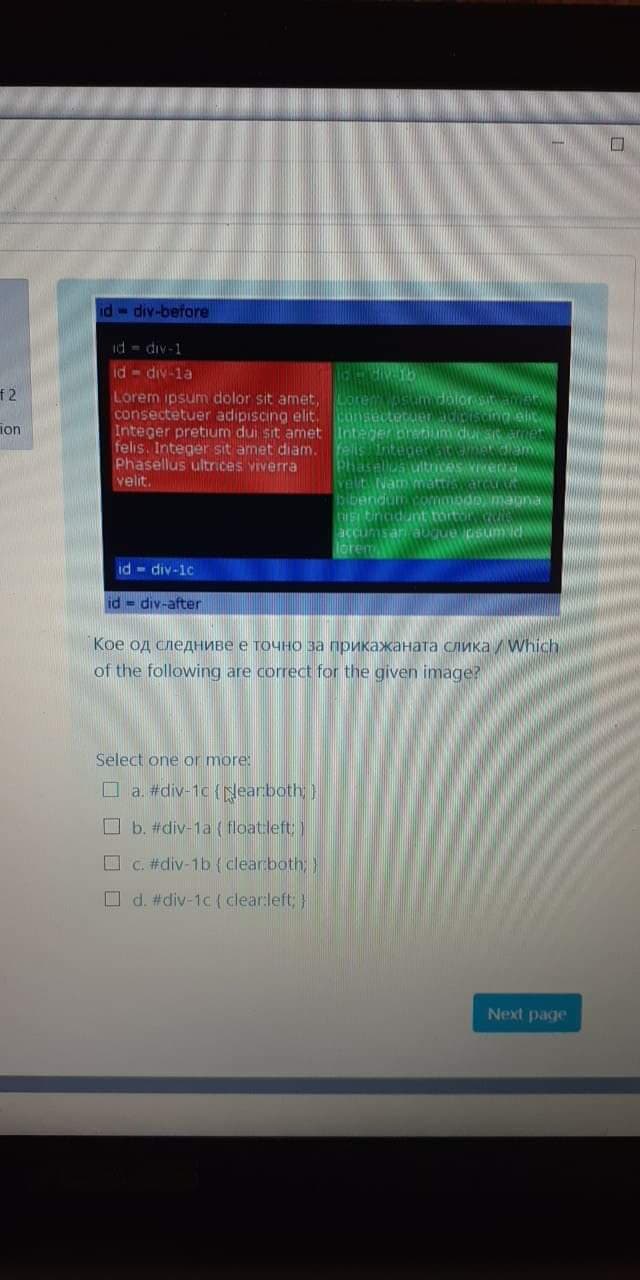 f 2
ion
id = div-before
id = div-1
id = div-1a
Lorem ipsum dolor sit amet,
consectetuer adipiscing elit.
Integer pretium dui sit amet
felis. Integer sit amet diam.
Phasellus ultrices viverra
velit.
id = div-1b
Lorem ipsum dolor sit amet,
consectetuer adipiscing elit.
Integer pretium dui sit amet
felis. Integer sit amet diam.
Phasellus ultrices viverra
velit. Nam mattis, arcu ut
bibendum commodo, magna
nisi tincidunt tortor, quis
accumsan augue ipsum id
lorem.
id = div-1c
id = div-after
Кое од следниве е точно за прикажаната слика / Which
of the following are correct for the given image?
Select one or more:
a. #div-1c { clear:both; }
b. #div-1a { float:left; }
c. #div-1b { clear:both; }
d. #div-1c { clear:left; }
Next page